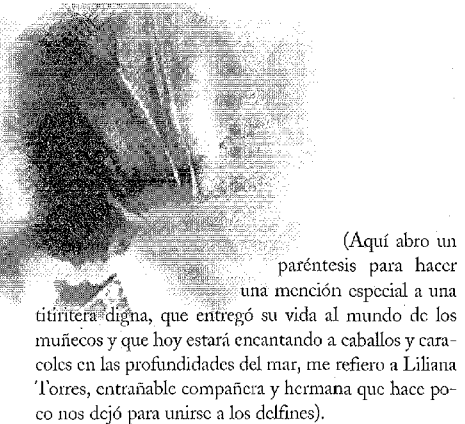 (Aquí abro un
paréntesis para hacer
una mención especial a una
titiritera digna, que entregó su vida al mundo de los
muñecos y que hoy estará encantando a caballos y cara-
coles en las profundidades del mar, me refiero a Liliana
Torres, entrañable compañera y hermana que hace po-
co nos dejó para unirse a los delfines).